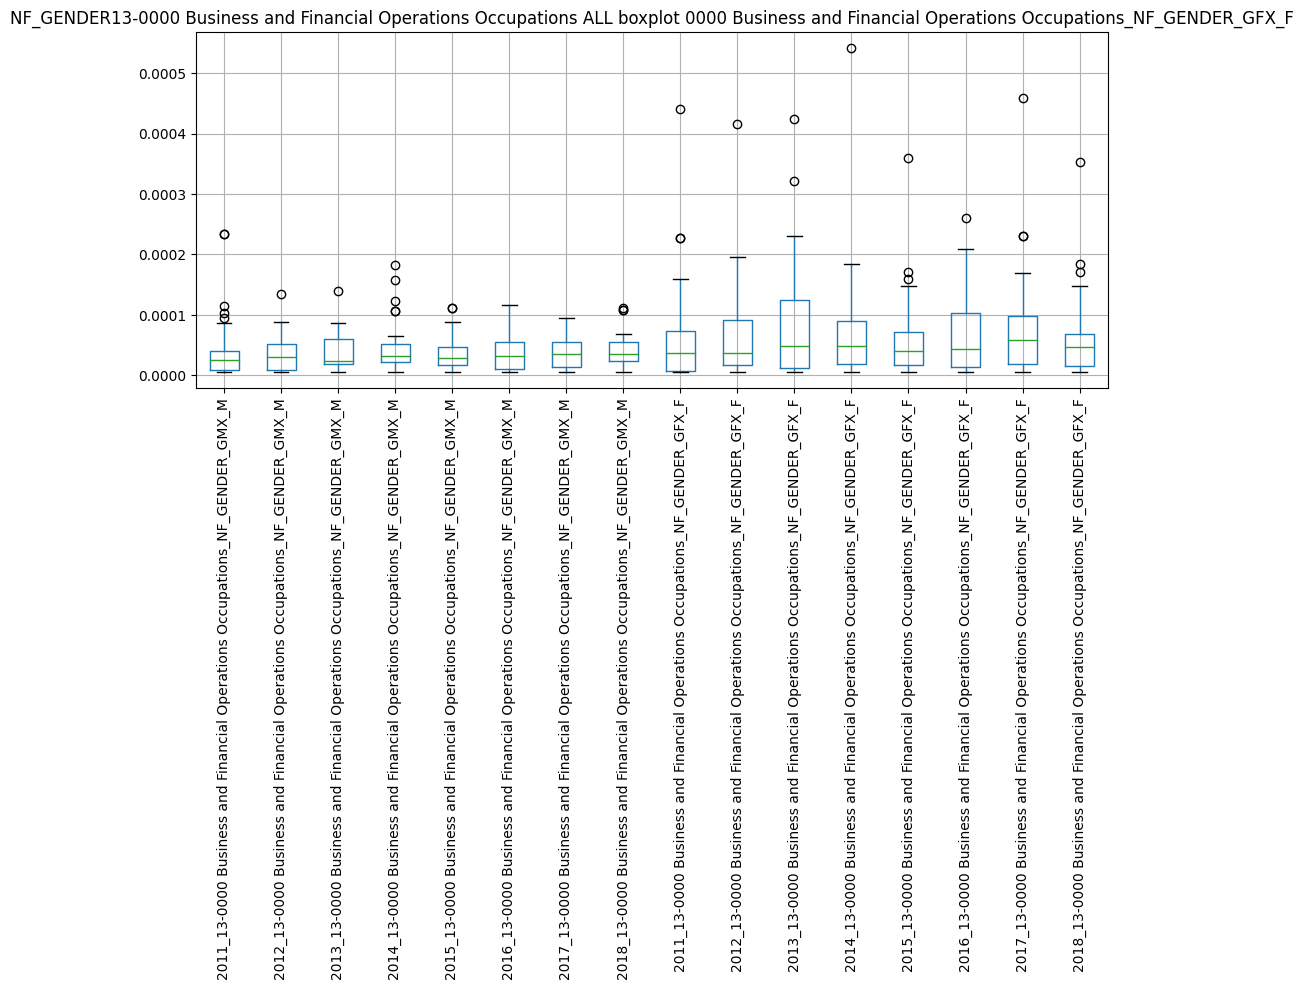 NF_GENDER13-0000 Business and Financial Operations Occupations ALL boxplot 0000 Business and Financial Operations Occupations_NF_GENDER_GFX_F
0.0005
0.0004
0.0003
0.0002
0.0001
0.0000
2011_13-0000 Business and Financial Operations Occupations_NF_GENDER_GMX_M
2012_13-0000 Business and Financial Operations Occupations_NF_GENDER_GMX_M
2013_13-0000 Business and Financial Operations Occupations_NF_GENDER_GMX_M
2014_13-0000 Business and Financial Operations Occupations_NF_GENDER_GMX_M
2015_13-0000 Business and Financial Operations Occupations_NF_GENDER_GMX_M
2016_13-0000 Business and Financial Operations Occupations_NF_GENDER_GMX_M
2017_13-0000 Business and Financial Operations Occupations_NF_GENDER_GMX_M
2018_13-0000 Business and Financial Operations Occupations_NF_GENDER_GMX_M
2011_13-0000 Business and Financial Operations Occupations_NF_GENDER_GFX_F
2012_13-0000 Business and Financial Operations Occupations_NF_GENDER_GFX_F
2013_13-0000 Business and Financial Operations Occupations_NF_GENDER_GFX_F
2014_13-0000 Business and Financial Operations Occupations_NF_GENDER_GFX_F
2015_13-0000 Business and Financial Operations Occupations_NF_GENDER_GFX_F
2016_13-0000 Business and Financial Operations Occupations_NF_GENDER_GFX_F
2017_13-0000 Business and Financial Operations Occupations_NF_GENDER_GFX_F
2018_13-0000 Business and Financial Operations Occupations_NF_GENDER_GFX_F